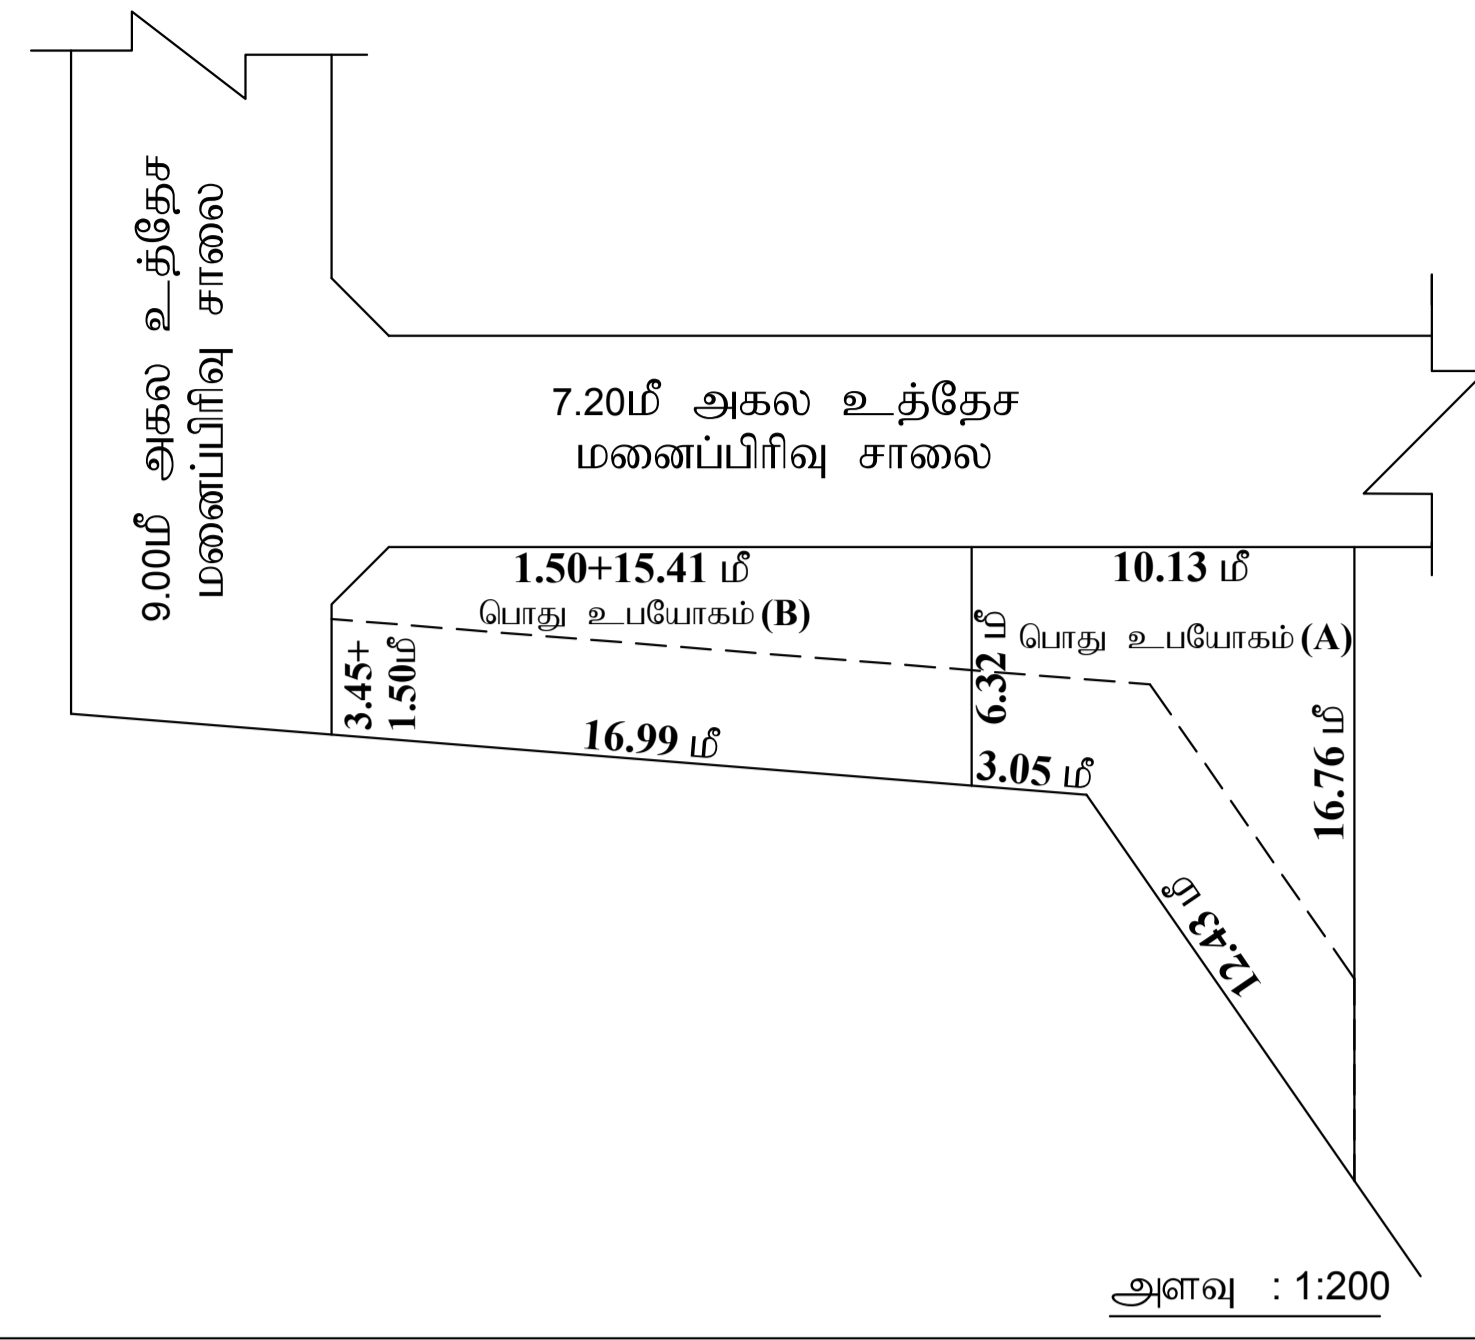 9.00மீ அகல உத்தேச
மனைப்பிரிவு சாலை
7.20மீ அகல உத்தேச
மனைப்பிரிவு சாலை
1.50+15.41 மீ
10.13 மீ
பொது உபயோகம்(B)
பொது உபயோகம்(A)
3.45+
1.50மீ
6.32 மீ
16.99 மீ
3.05 மீ
16.76 மீ
12.43 மீ
அளவு : 1:200